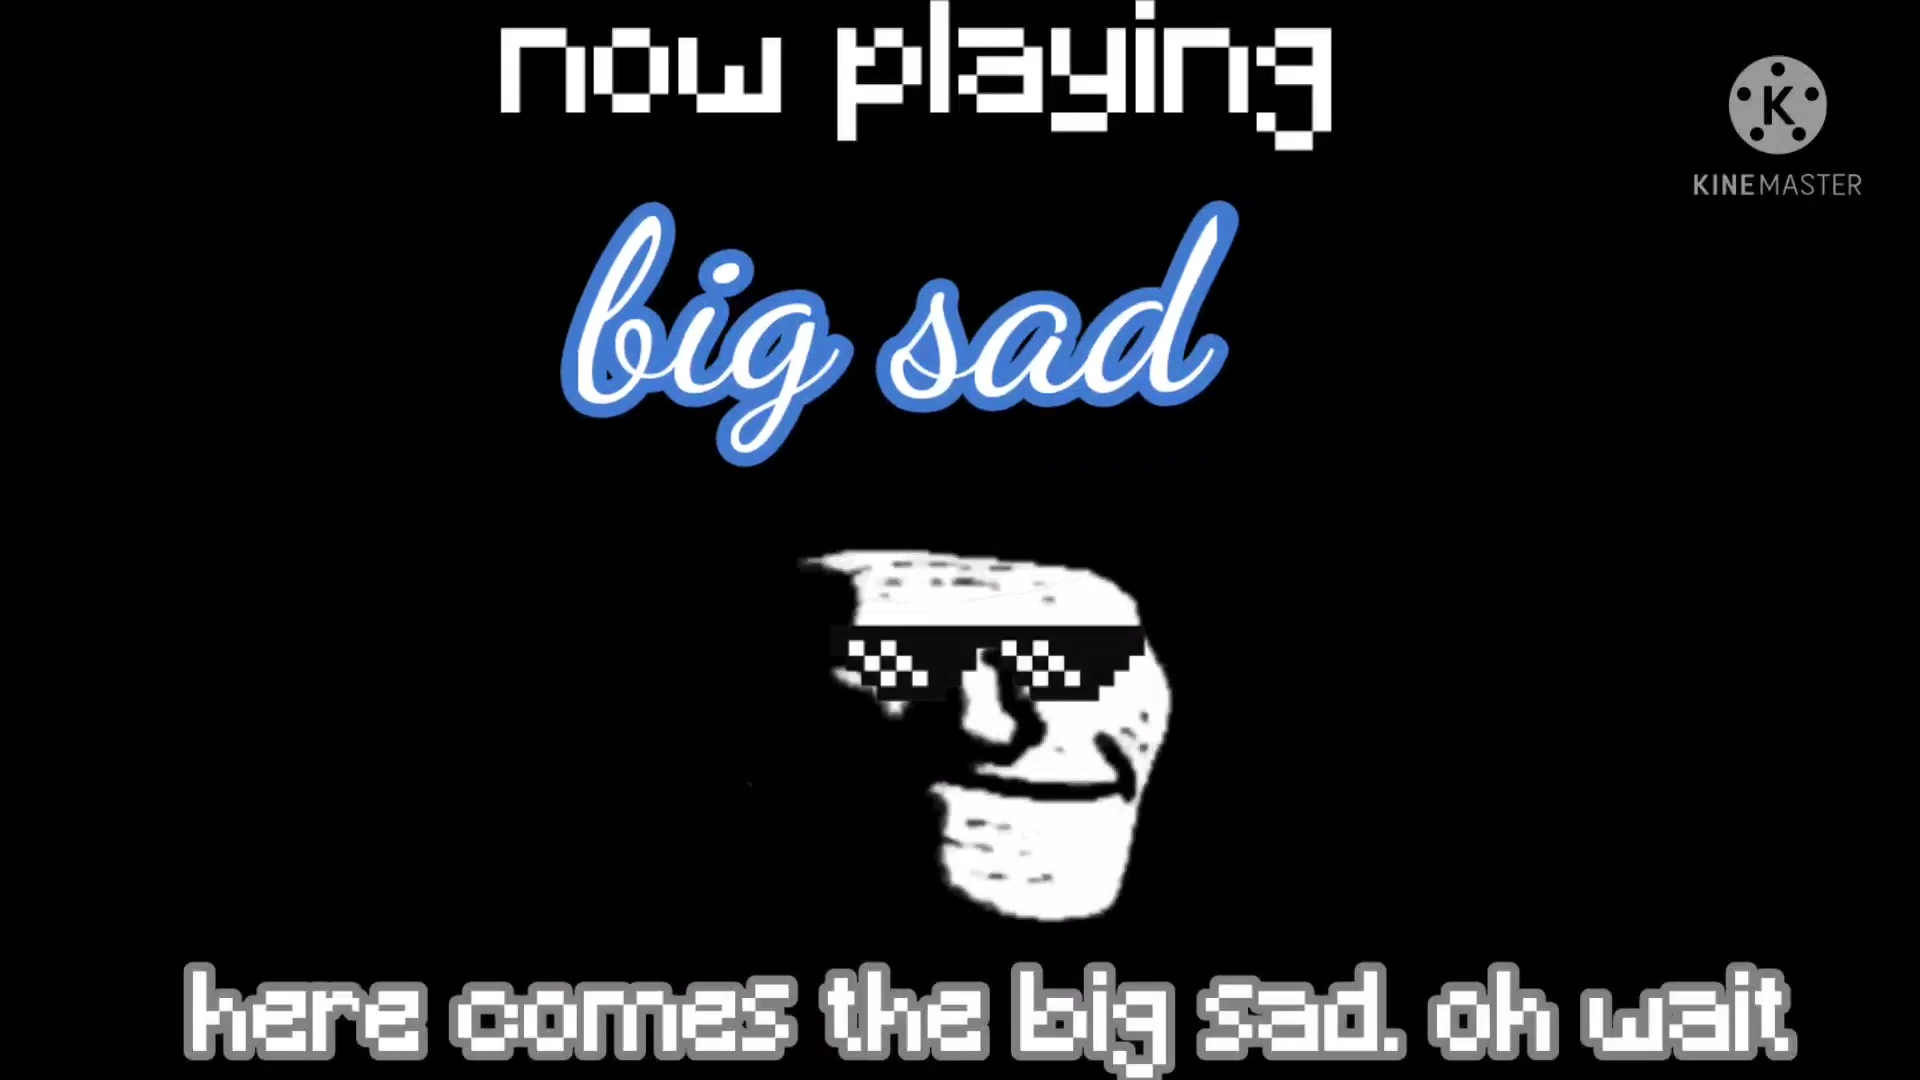 now playing
K
KINEMASTER
big sad
here comes the big sad. oh wait